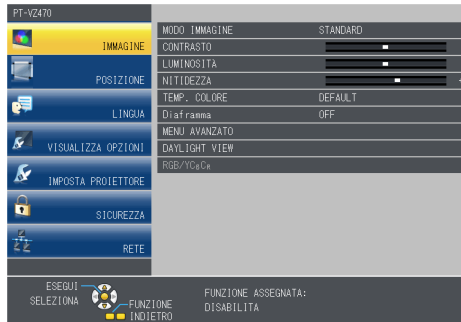 PT-VZ470
IMMAGINE
POSIZIONE
LINGUA
VISUALIZZA OPZIONI
IMPOSTA PROIETTORE
SICUREZZA
RETE
MODO IMMAGINE STANDARD
CONTRASTO
LUMINOSITÀ
NITIDEZZA
TEMP. COLORE DEFAULT
Diaframma OFF
MENU AVANZATO
DAYLIGHT VIEW
RGB/YCBCR
ESEGUI
SELEZIONA
FUNZIONE
INDIETRO
FUNZIONE ASSEGNATA:
DISABILITA